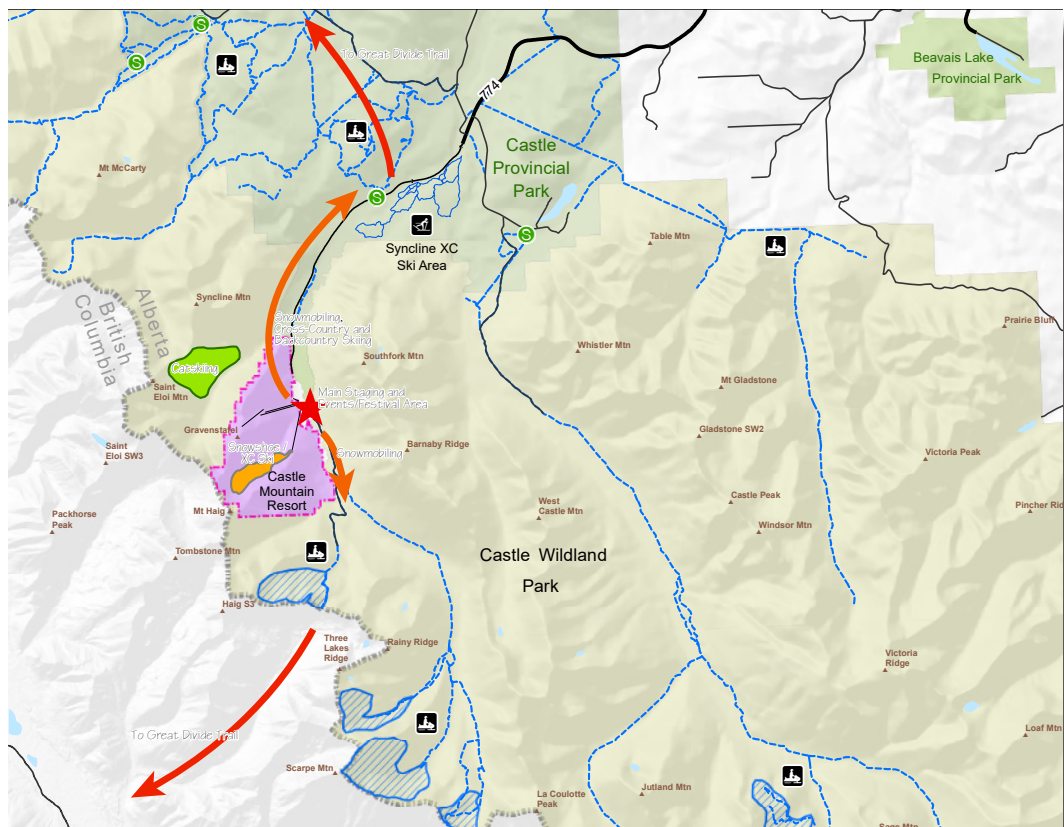 S
S
To Great Divide Trail
774
Beavais Lake
Provincial Park
Castle
Provincial
Park
Mt McCarty
S
S
Syncline XC
Ski Area
Table Mtn
Alberta
British
Columbia
Syncline Mtn
Snowmobiling,
Cross-Country and
Backcountry Skiing
Prairie Bluff
Whistler Mtn
Southfork Mtn
Catskiing
Saint
Eloi Mtn
Mt Gladstone
Main Staging and
Events/Festival Area
Gravenstafel
Gladstone SW2
Saint
Eloi SW3
Snowshoe /
XC Ski
Barnaby Ridge
Snowmobiling
Victoria Peak
Castle
Mountain
Resort
Castle Peak
West
Castle Mtn
Pincher Rid
Mt Haig
Packhorse
Peak
Windsor Mtn
Tombstone Mtn
Castle Wildland
Park
Haig S3
Three
Lakes
Ridge
Rainy Ridge
Victoria
Ridge
To Great Divide Trail
Loaf Mtn
Scarpe Mtn
Jutland Mtn
La Coulotte
Peak
Sage Mtn